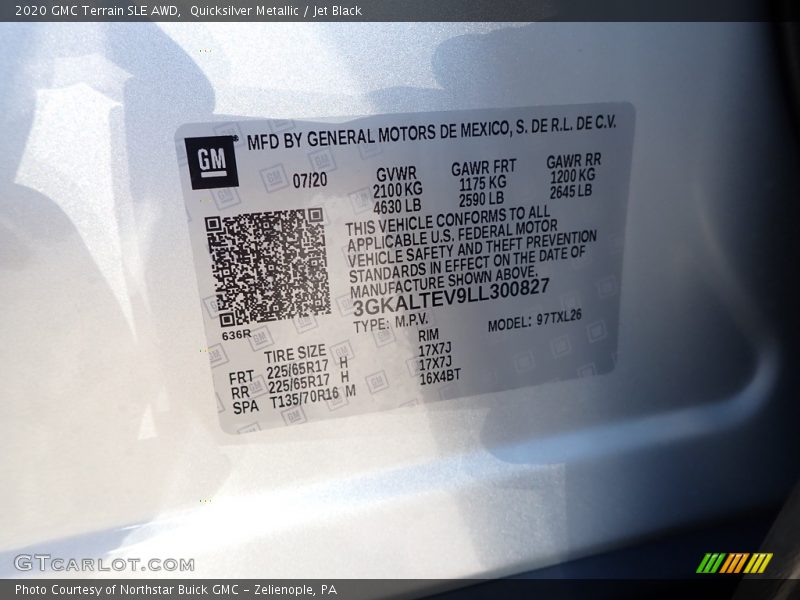 2020 GMC Terrain SLE AWD,  Quicksilver Metallic / Jet Black
GM® MFD BY GENERAL MOTORS DE MEXICO, S. DE R.L. DE C.V.
07/20 GVWR GAWR FRT GAWR RR
2100 KG 1175 KG 1200 KG
4630 LB 2590 LB 2645 LB
THIS VEHICLE CONFORMS TO ALL
APPLICABLE U.S. FEDERAL MOTOR
VEHICLE SAFETY AND THEFT PREVENTION
STANDARDS IN EFFECT ON THE DATE OF
MANUFACTURE SHOWN ABOVE.
3GKALTEV9LL300827
636R TYPE: M.P.V. MODEL: 97TXL26
TIRE SIZE RIM
FRT 225/65R17 H 17X7J
RR 225/65R17 H 17X7J
SPA T135/70R16 M 16X4BT
GTCARLOT.COM
Photo Courtesy of Northstar Buick GMC – Zelienople, PA